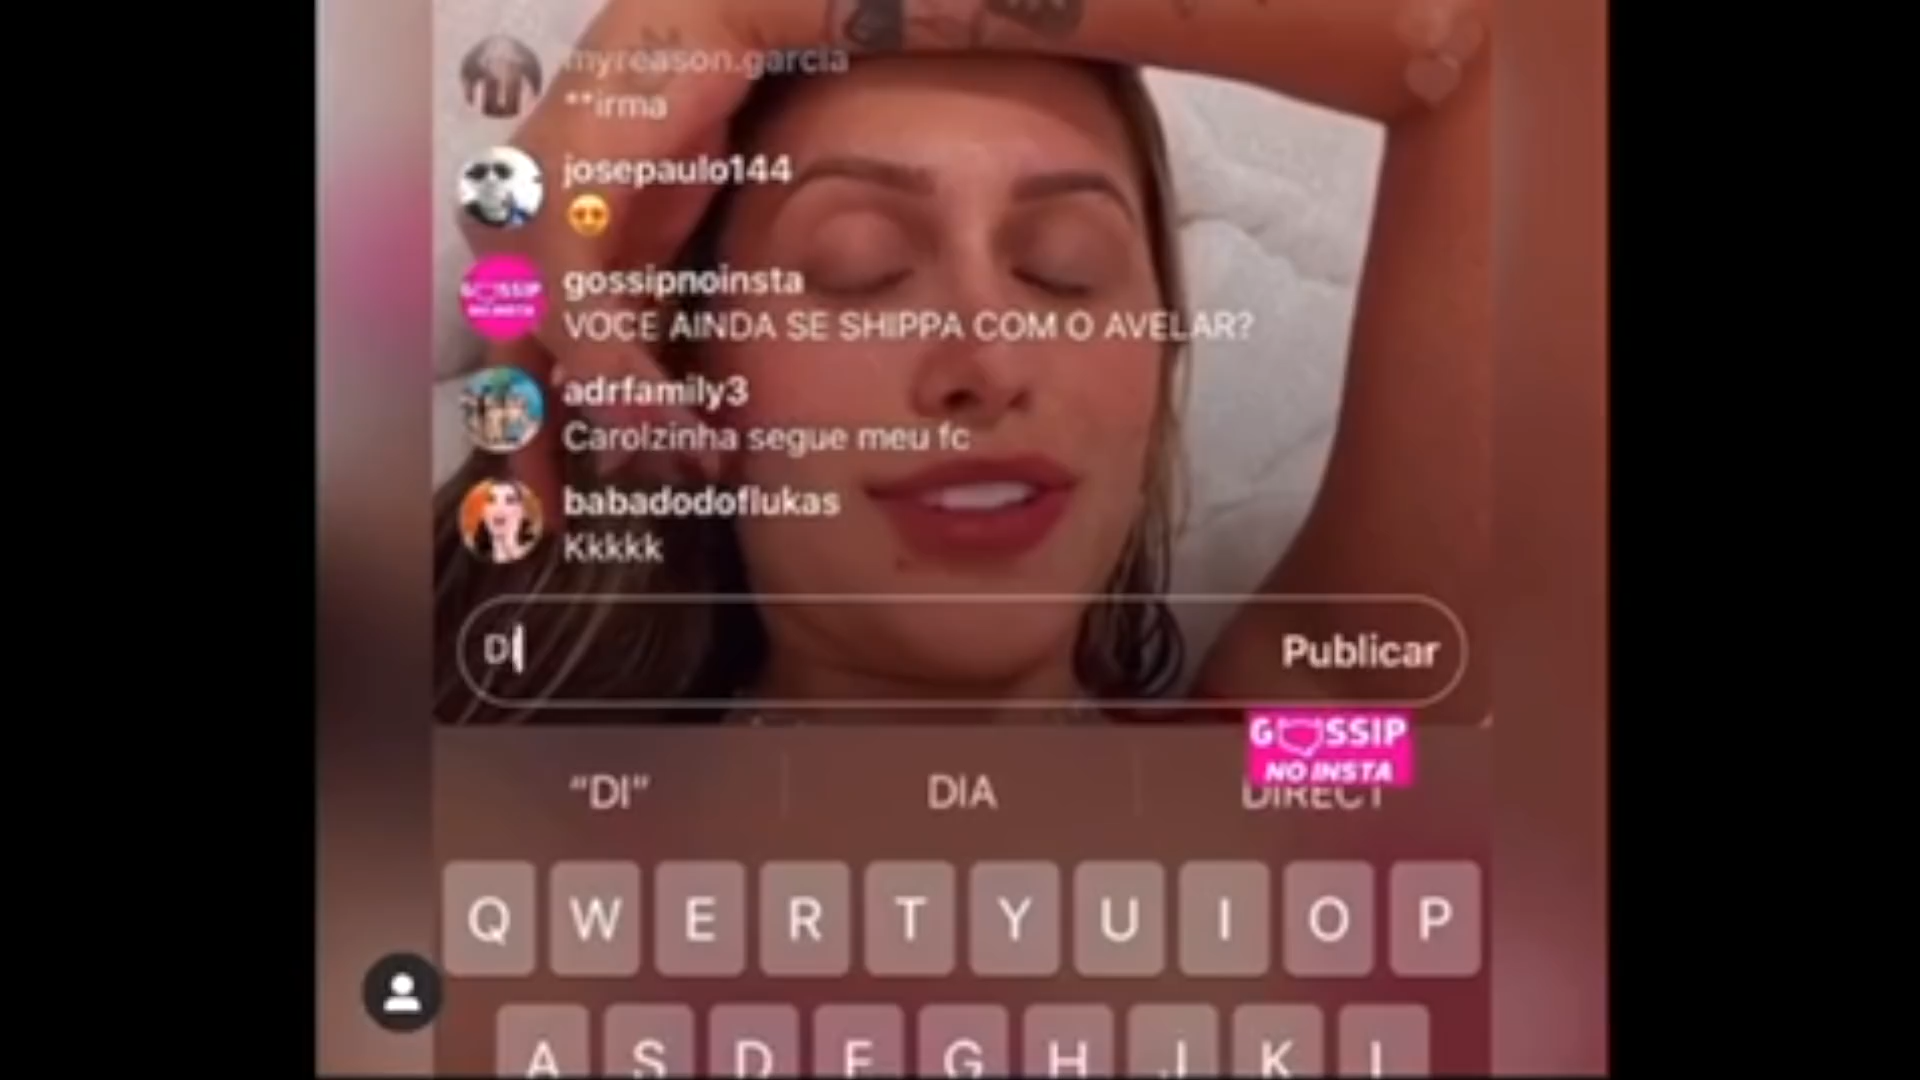 myreason.garcia
**irma
josepaulo144
gossipnoinsta
VOCE AINDA SE SHIPPA COM O AVELAR?
adrfamily3
Carolzinha segue meu fc
babadodoflukas
Kkkkk
DI
Publicar
GOSSIP
NO INSTA
"DI" DIA DIRECT
Q W E R T Y U I O P
A S D F G H J K L